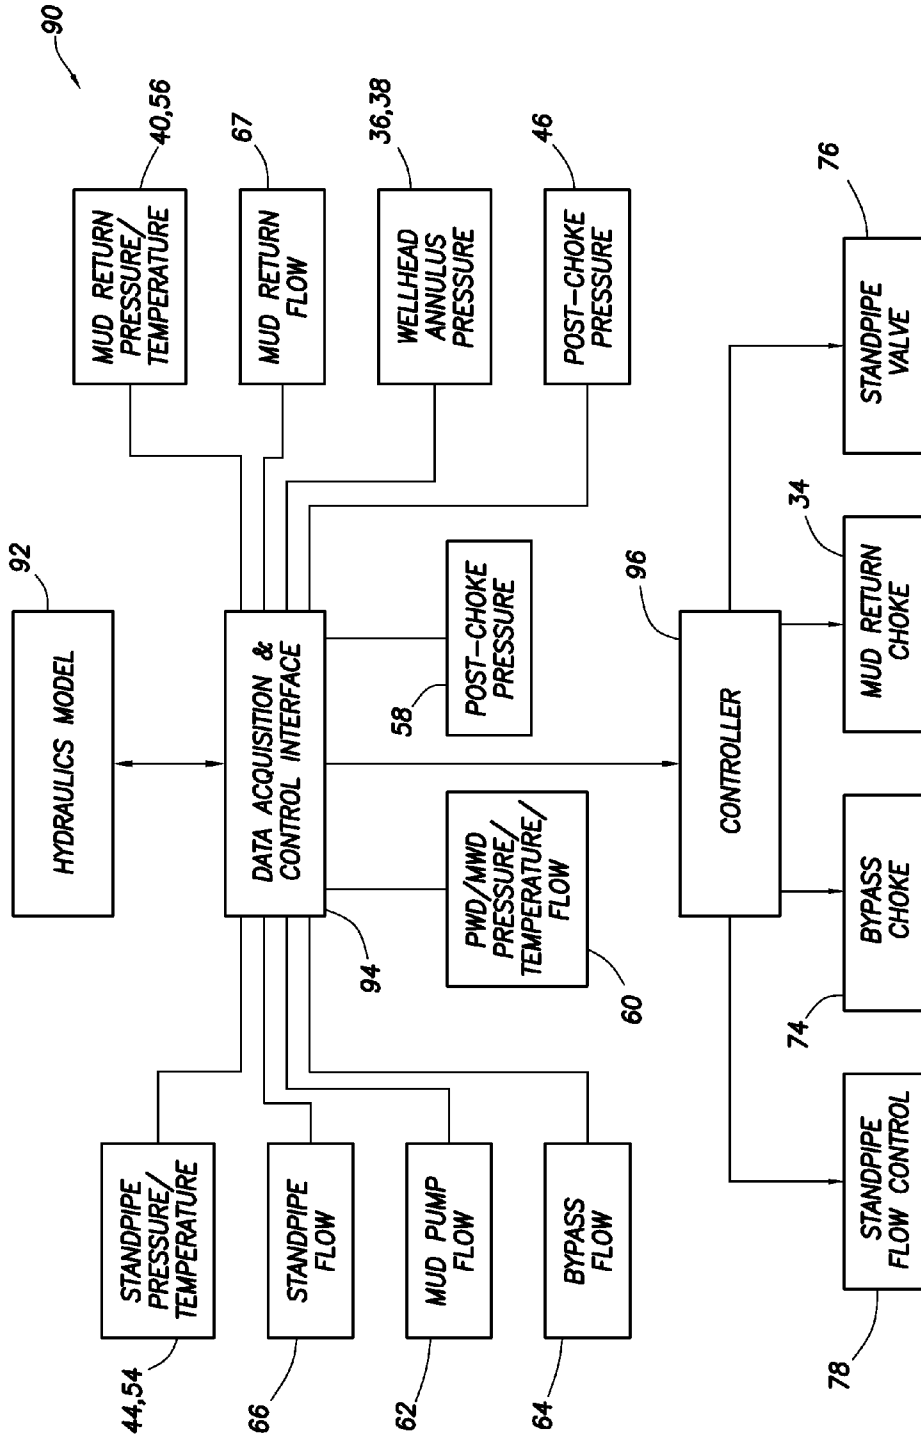 90
92
HYDRAULICS MODEL
44,54
STANDPIPE
PRESSURE/
TEMPERATURE
66
STANDPIPE
FLOW
62
MUD PUMP
FLOW
64
BYPASS
FLOW
DATA ACQUISITION &
CONTROL INTERFACE
94
MUD RETURN
PRESSURE/
TEMPERATURE
40,56
MUD RETURN
FLOW
67
WELLHEAD
ANNULUS
PRESSURE
36,38
POST-CHOKE
PRESSURE
46
PWD/MWD
PRESSURE/
TEMPERATURE/
FLOW
60
58
POST-CHOKE
PRESSURE
CONTROLLER
96
78
STANDPIPE
FLOW CONTROL
74
BYPASS
CHOKE
MUD RETURN
CHOKE
34
STANDPIPE
VALVE
76